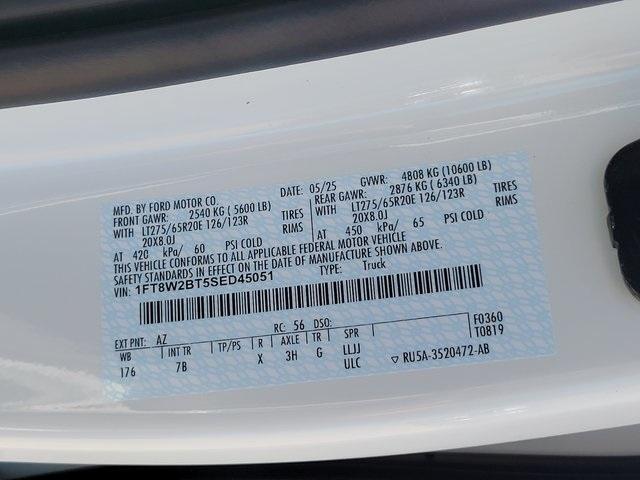 MFD. BY FORD MOTOR CO. DATE: 05/25 GVWR: 4808 KG (10600 LB)
FRONT GAWR: 2540 KG ( 5600 LB) REAR GAWR: 2876 KG ( 6340 LB)
WITH LT275/65R20E 126/123R TIRES WITH LT275/65R20E 126/123R TIRES
20X8.0J RIMS 20X8.0J RIMS
AT 420 kPa/ 60 PSI COLD AT 450 kPa/ 65 PSI COLD
THIS VEHICLE CONFORMS TO ALL APPLICABLE FEDERAL MOTOR VEHICLE
SAFETY STANDARDS IN EFFECT ON THE DATE OF MANUFACTURE SHOWN ABOVE.
VIN: 1FT8W2BT5SED45051 TYPE: Truck
EXT PNT: AZ RC: 56 DSO: F0360
WB INT TR TP/PS R AXLE TR SPR T0819
176 7B X 3H G LLJJ
ULC ▽ RU5A-3520472-AB